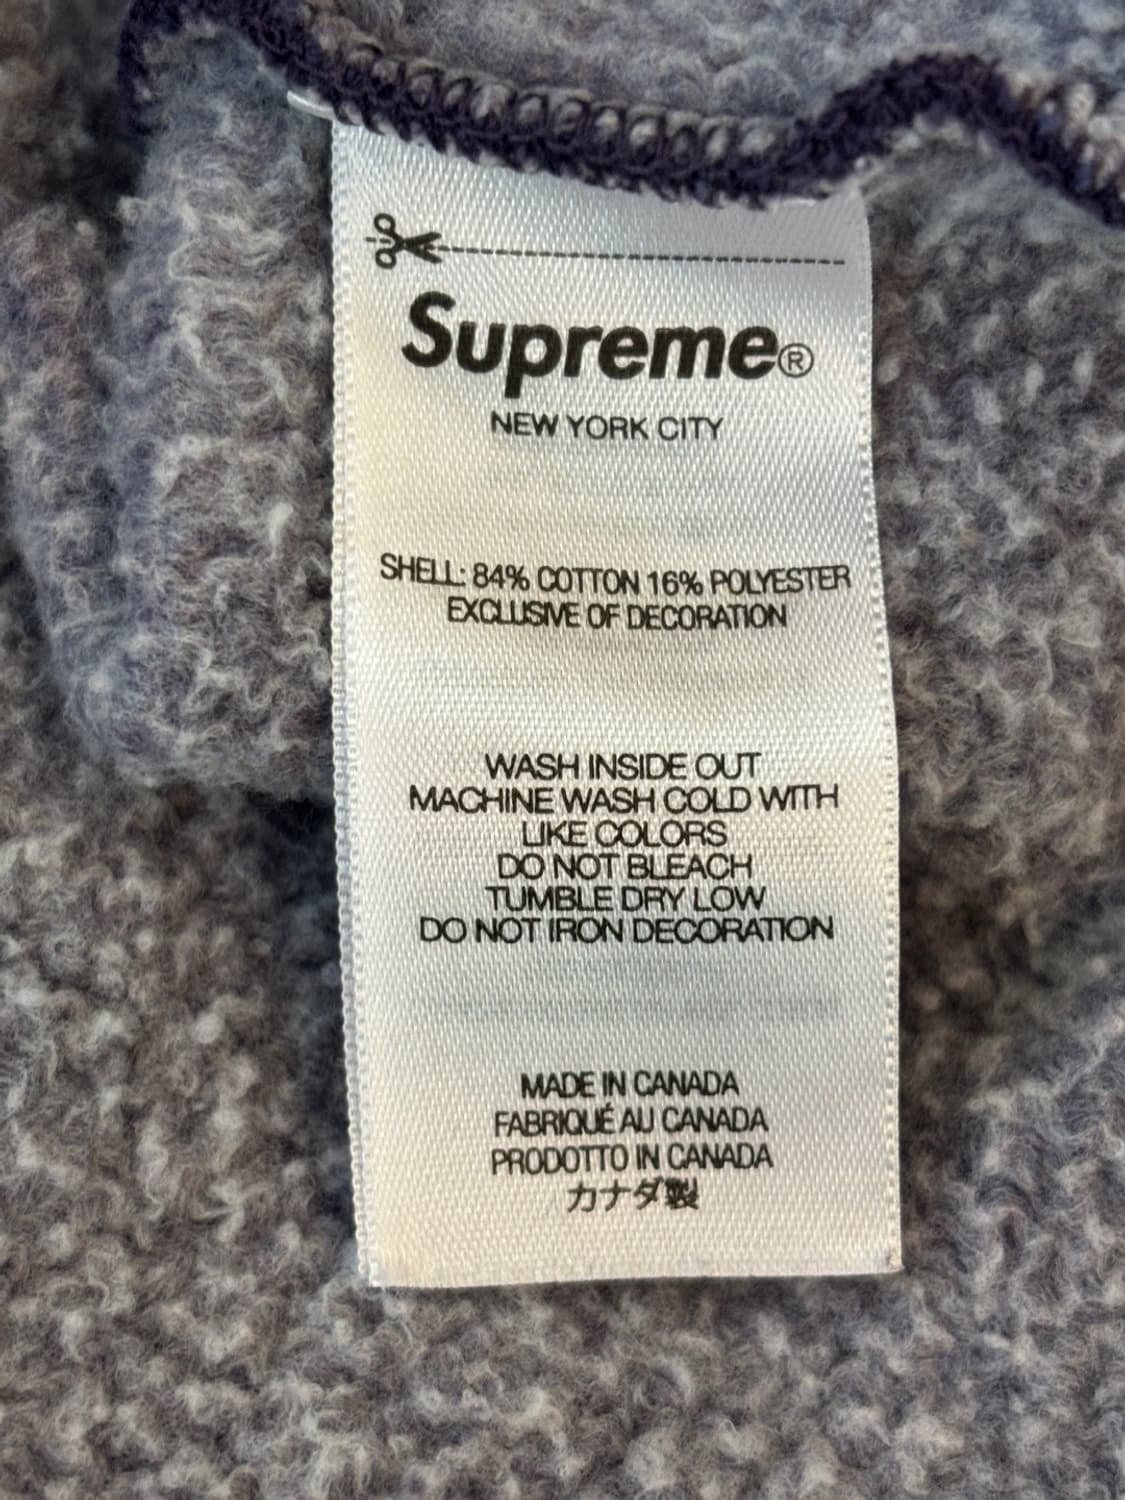 Supreme®
NEW YORK CITY
SHELL: 84% COTTON 16% POLYESTER
EXCLUSIVE OF DECORATION
WASH INSIDE OUT
MACHINE WASH COLD WITH
LIKE COLORS
DO NOT BLEACH
TUMBLE DRY LOW
DO NOT IRON DECORATION
MADE IN CANADA
FABRIQUÉ AU CANADA
PRODOTTO IN CANADA
カナダ製